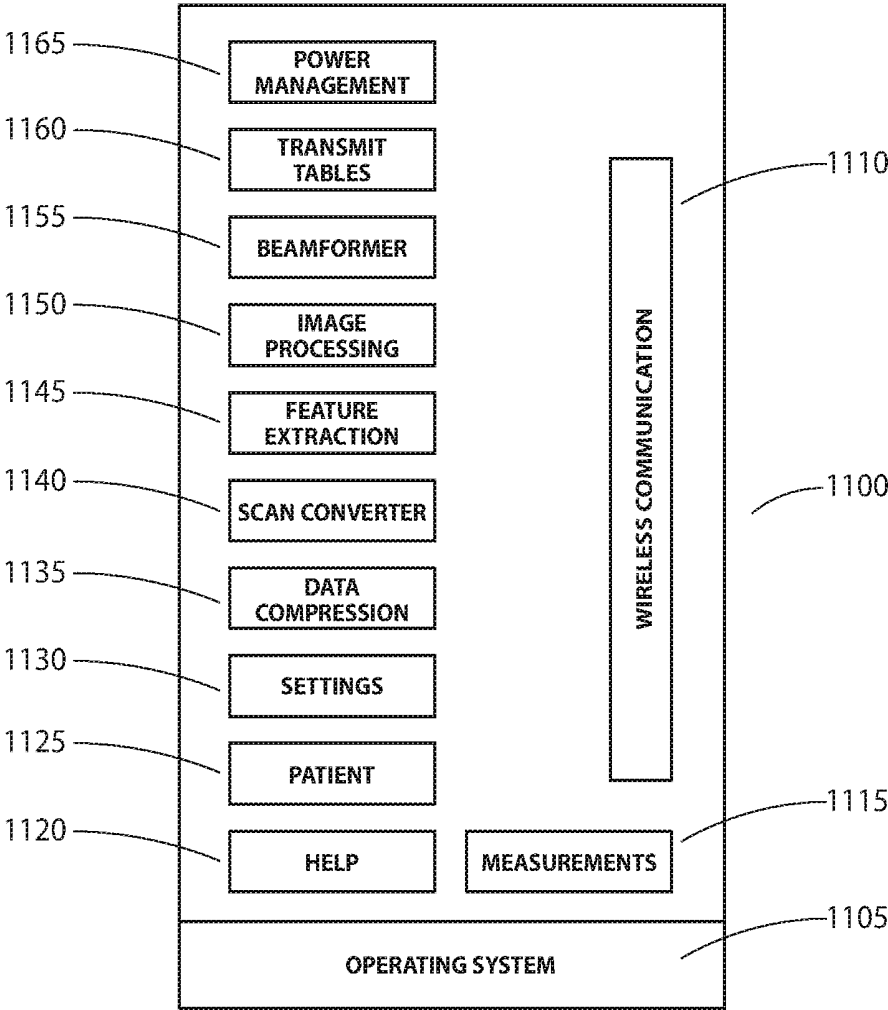 1165
POWER
MANAGEMENT
1160
TRANSMIT
TABLES
1110
1155
BEAMFORMER
1150
IMAGE
PROCESSING
WIRELESS COMMUNICATION
1145
FEATURE
EXTRACTION
1140
SCAN CONVERTER
1100
1135
DATA
COMPRESSION
1130
SETTINGS
1125
PATIENT
1120
HELP
MEASUREMENTS
1115
OPERATING SYSTEM
1105